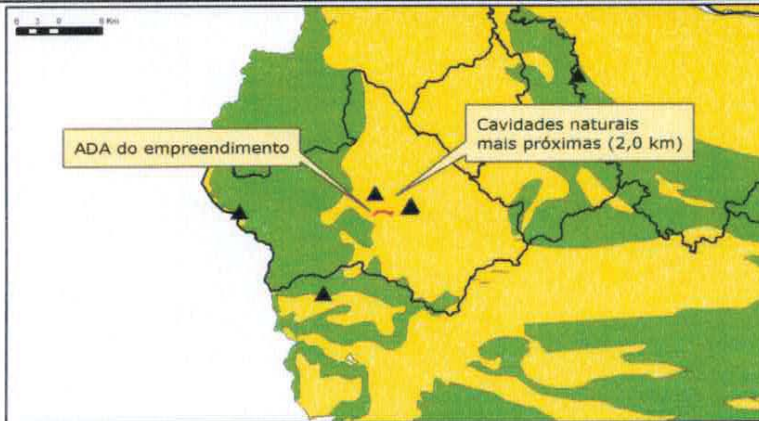 ADA do empreendimento
Cavidades naturais
mais próximas (2,0 km)